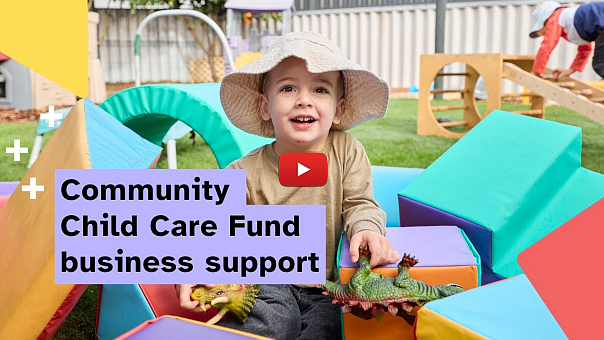 Community
Child Care Fund
business support